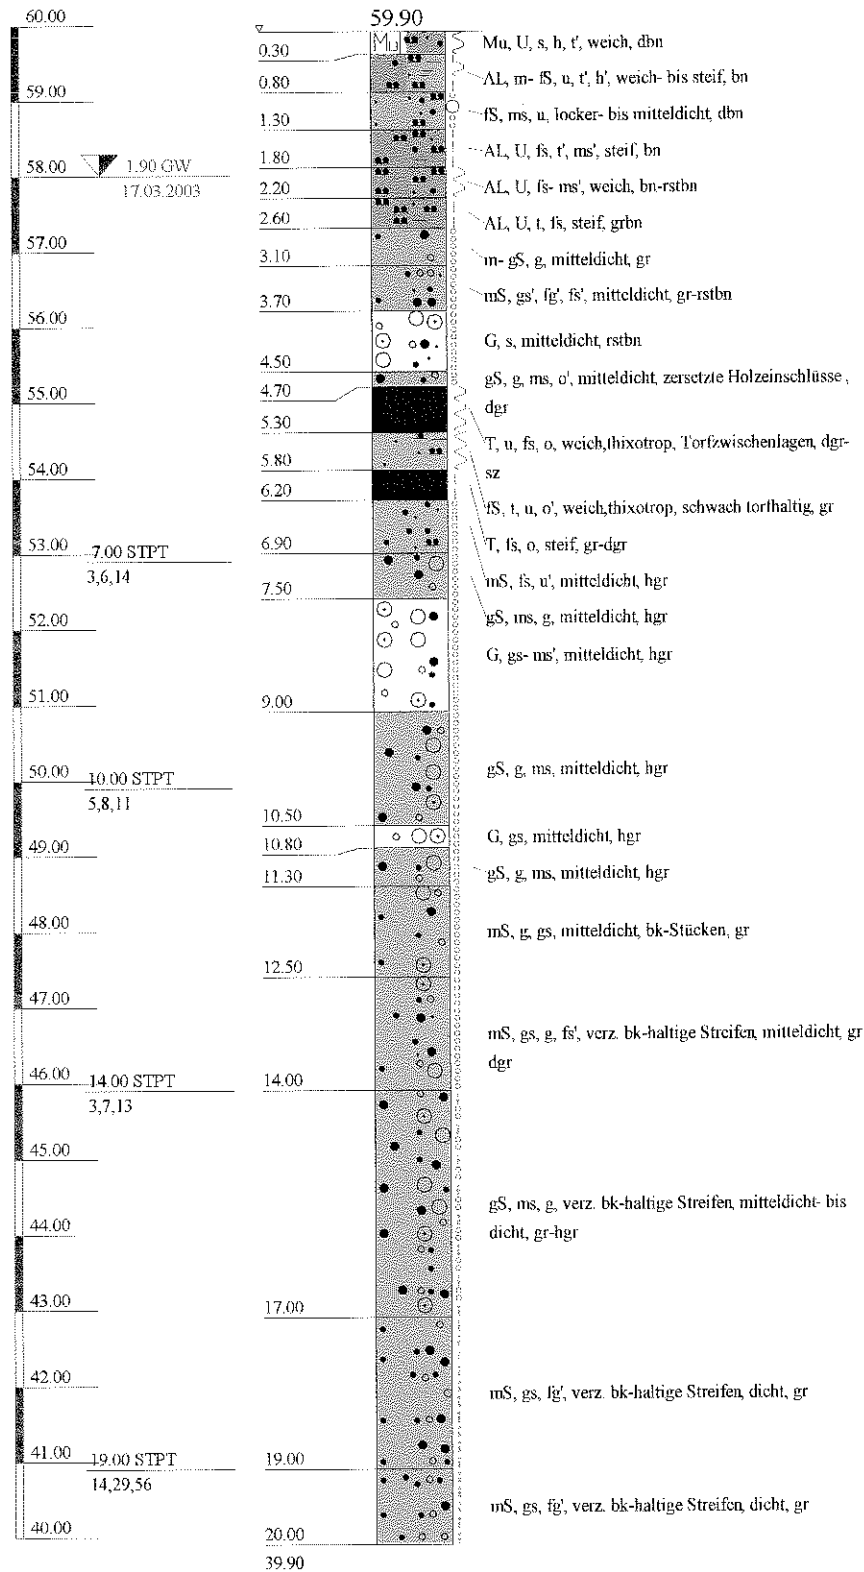 60.00
59.90
Mu
0.30
Mu, U, s, h, t', weich, dbn
0.80
AL, m- fS, u, t', h', weich- bis steif, bn
59.00
1.30
fS, ms, u, locker- bis mitteldicht, dbn
1.80
AL, U, fs, t', ms', steif, bn
58.00
1.90 GW
17.03.2003
2.20
AL, U, fs- ms', weich, bn-rstbn
2.60
AL, U, t, fs, steif, grbn
57.00
3.10
m- gS, g, mitteldicht, gr
3.70
mS, gs', fg', fs', mitteldicht, gr-rstbn
56.00
4.50
G, s, mitteldicht, rstbn
4.70
gS, g, ms, o', mitteldicht, zersetzte Holzeinschlüsse ,
dgr
55.00
5.30
T, u, fs, o, weich,thixotrop, Torfzwischenlagen, dgr-
sz
5.80
fS, t, u, o', weich,thixotrop, schwach torfhaltig, gr
54.00
6.20
T, fs, o, steif, gr-dgr
6.90
mS, fs, u', mitteldicht, hgr
53.00
7.00 STPT
3,6,14
7.50
gS, ms, g, mitteldicht, hgr
52.00
G, gs- ms', mitteldicht, hgr
51.00
9.00
50.00
10.00 STPT
5,8,11
gS, g, ms, mitteldicht, hgr
10.50
49.00
10.80
G, gs, mitteldicht, hgr
11.30
gS, g, ms, mitteldicht, hgr
48.00
mS, g, gs, mitteldicht, bk-Stücken, gr
12.50
47.00
mS, gs, g, fs', verz. bk-haltige Streifen, mitteldicht, gr
dgr
46.00
14.00 STPT
3,7,13
14.00
45.00
gS, ms, g, verz. bk-haltige Streifen, mitteldicht- bis
dicht, gr-hgr
44.00
43.00
17.00
42.00
mS, gs, fg', verz. bk-haltige Streifen, dicht, gr
41.00
19.00 STPT
14,29,56
19.00
mS, gs, fg', verz. bk-haltige Streifen, dicht, gr
40.00
20.00
39.90